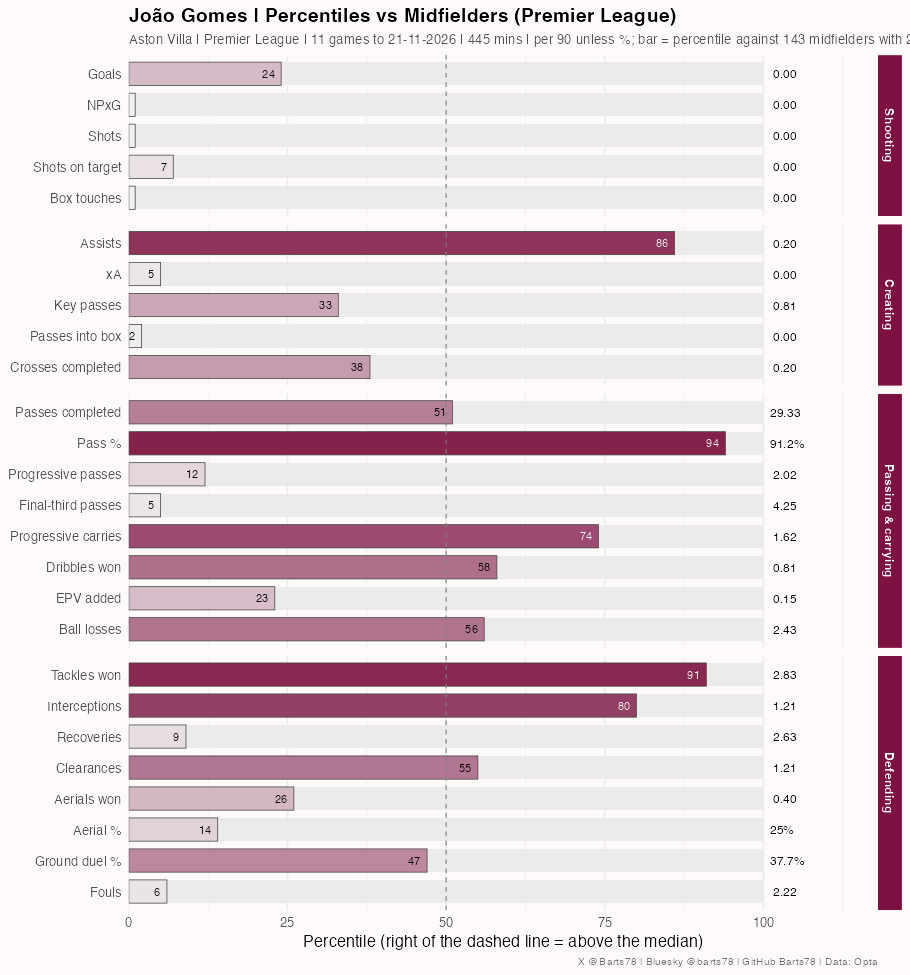 João Gomes | Percentiles vs Midfielders (Premier League)
Aston Villa | Premier League | 11 games to 21-11-2026 | 445 mins | per 90 unless %; bar = percentile against 143 midfielders with 2
Goals 24 0.00
NPxG 0.00
Shots 0.00
Shots on target 7 0.00
Box touches 0.00
Shooting
Assists 86 0.20
xA 5 0.00
Key passes 33 0.81
Passes into box 2 0.00
Crosses completed 38 0.20
Creating
Passes completed 51 29.33
Pass % 94 91.2%
Progressive passes 12 2.02
Final-third passes 5 4.25
Progressive carries 74 1.62
Dribbles won 58 0.81
EPV added 23 0.15
Ball losses 56 2.43
Passing & carrying
Tackles won 91 2.83
Interceptions 80 1.21
Recoveries 9 2.63
Clearances 55 1.21
Aerials won 26 0.40
Aerial % 14 25%
Ground duel % 47 37.7%
Fouls 6 2.22
Defending
0 25 50 75 100
Percentile (right of the dashed line = above the median)
X @Barts78 | Bluesky @barts78 | GitHub Barts78 | Data: Opta